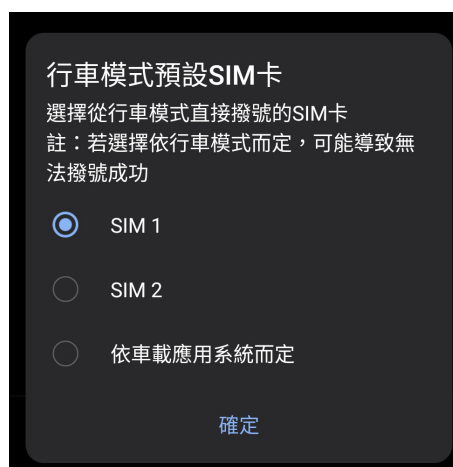 行車模式預設SIM卡
選擇從行車模式直接撥號的SIM卡
註：若選擇依行車模式而定，可能導致無
法撥號成功
SIM 1
SIM 2
依車載應用系統而定
確定